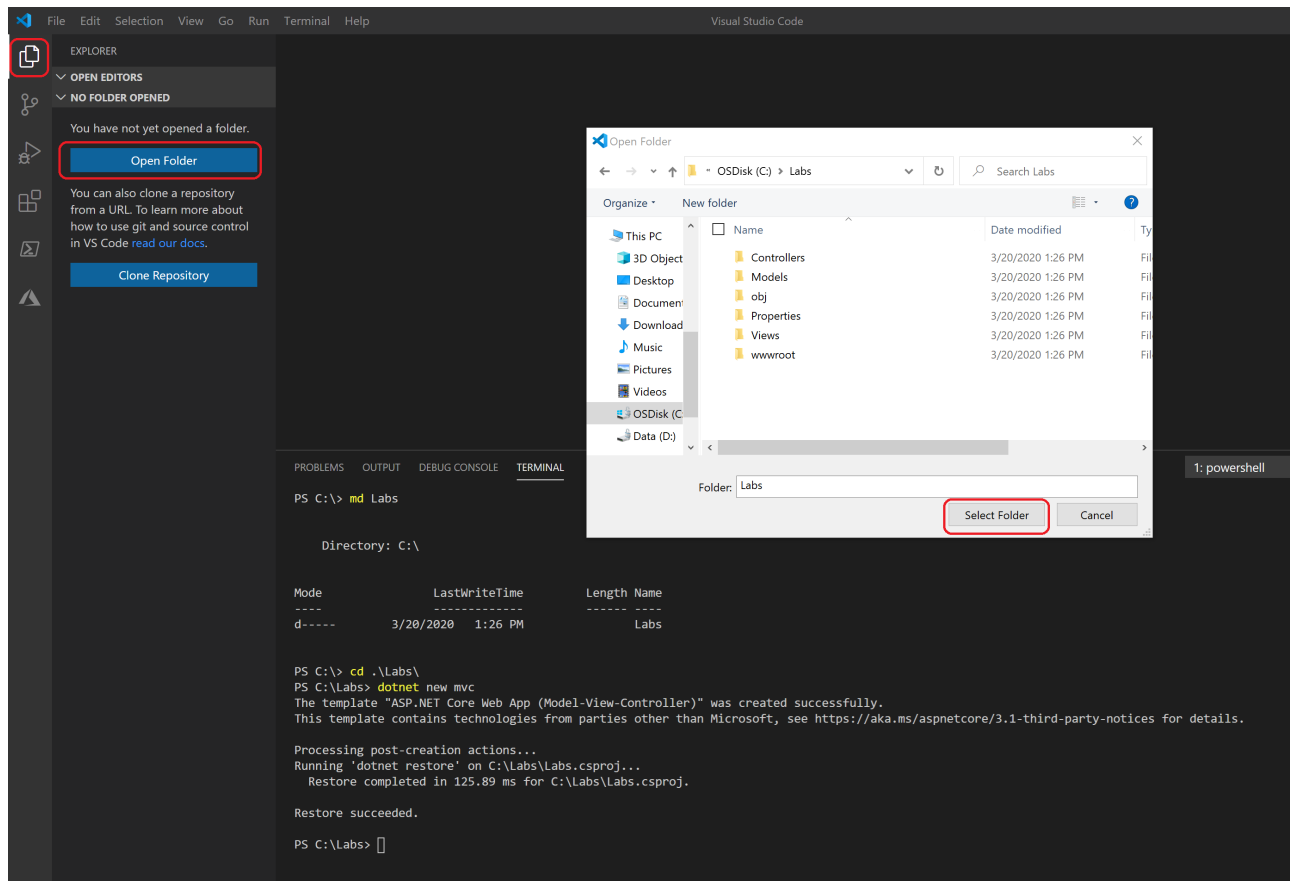 File Edit Selection View Go Run Terminal Help Visual Studio Code
EXPLORER
OPEN EDITORS
NO FOLDER OPENED
You have not yet opened a folder.
Open Folder
You can also clone a repository
from a URL. To learn more about
how to use git and source control
in VS Code read our docs.
Clone Repository
Open Folder
OSDisk (C:) › Labs
Search Labs
Organize New folder
This PC
3D Object
Desktop
Document
Download
Music
Pictures
Videos
OSDisk (C
Data (D:)
Name Date modified Ty
Controllers 3/20/2020 1:26 PM Fil
Models 3/20/2020 1:26 PM Fil
obj 3/20/2020 1:26 PM Fil
Properties 3/20/2020 1:26 PM Fil
Views 3/20/2020 1:26 PM Fil
wwwroot 3/20/2020 1:26 PM Fil
Folder: Labs
Select Folder Cancel
PROBLEMS OUTPUT DEBUG CONSOLE TERMINAL 1: powershell
PS C:\> md Labs
Directory: C:\
Mode LastWriteTime Length Name
---- ------------- ------ ----
d----- 3/20/2020 1:26 PM Labs
PS C:\> cd .\Labs\
PS C:\Labs> dotnet new mvc
The template "ASP.NET Core Web App (Model-View-Controller)" was created successfully.
This template contains technologies from parties other than Microsoft, see https://aka.ms/aspnetcore/3.1-third-party-notices for details.
Processing post-creation actions...
Running 'dotnet restore' on C:\Labs\Labs.csproj...
Restore completed in 125.89 ms for C:\Labs\Labs.csproj.
Restore succeeded.
PS C:\Labs>